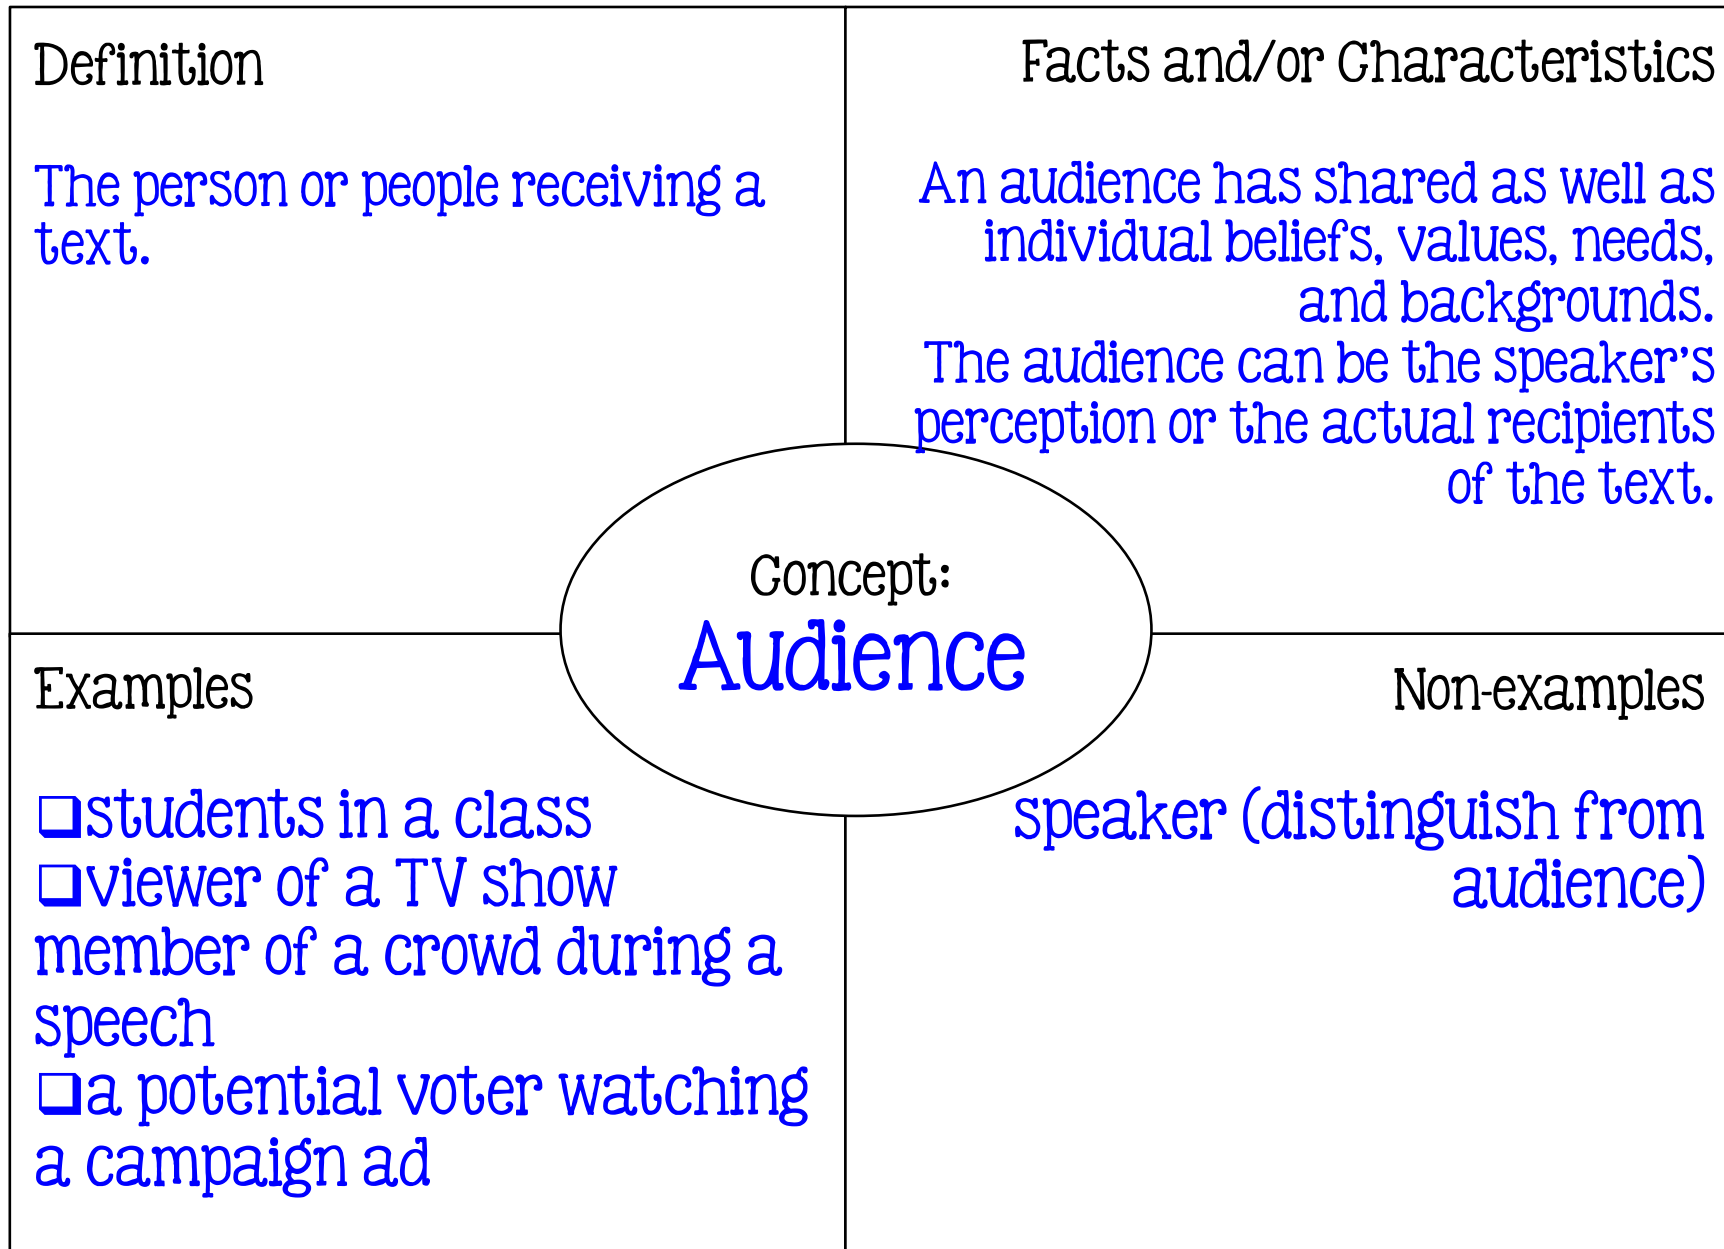 Definition
The person or people receiving a
text.
Facts and/or Characteristics
An audience has shared as well as
individual beliefs, values, needs,
and backgrounds.
The audience can be the speaker’s
perception or the actual recipients
of the text.
Concept:
Audience
Examples
❑students in a class
❑viewer of a TV show
member of a crowd during a
speech
❑a potential voter watching
a campaign ad
Non-examples
speaker (distinguish from
audience)